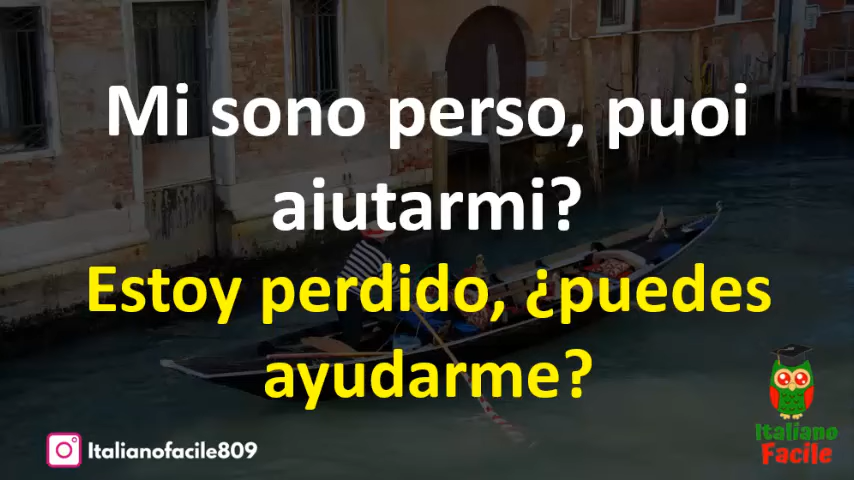 Mi sono perso, puoi
aiutarmi?
Estoy perdido, ¿puedes
ayudarme?
Italianofacile809
Italiano
Facile